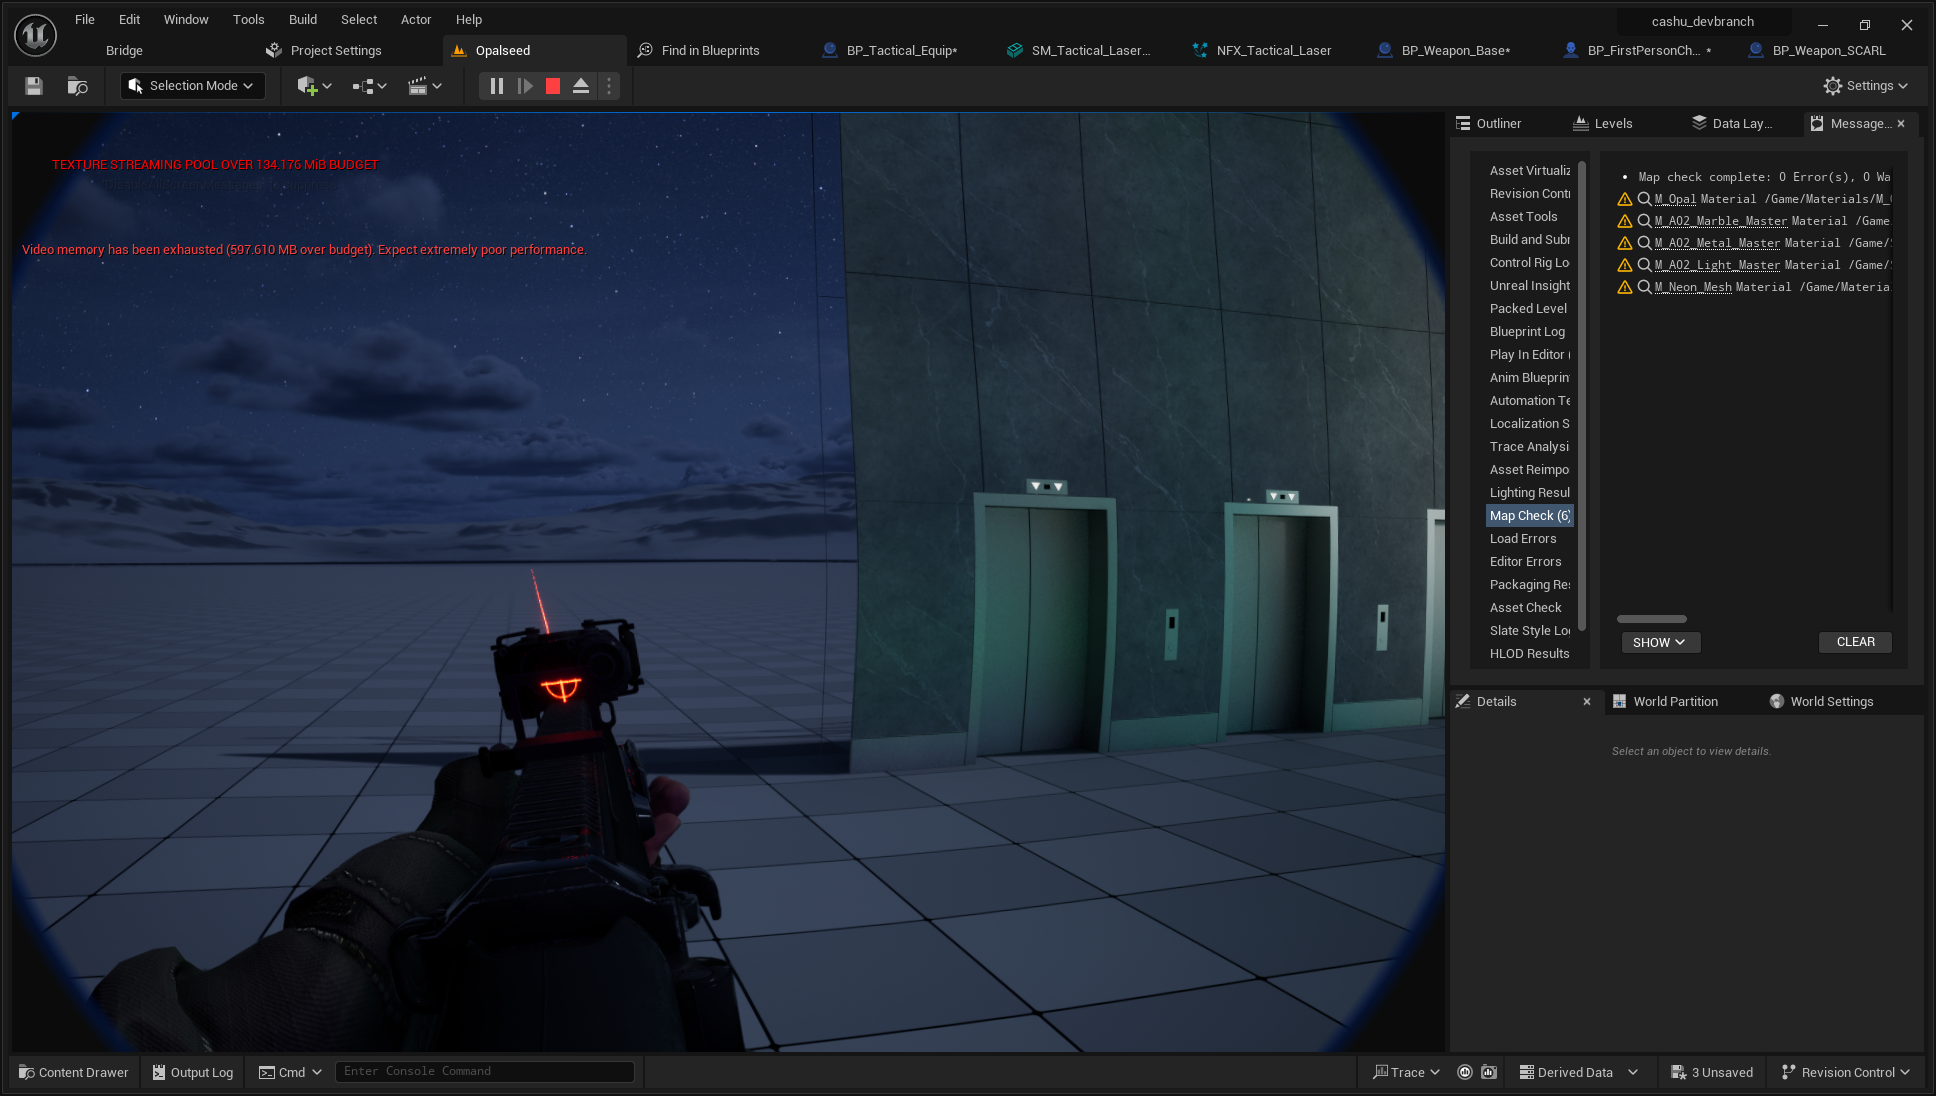 File Edit Window Tools Build Select Actor Help
cashu_devbranch
Bridge
Project Settings
Opalseed
Find in Blueprints
BP_Tactical_Equip*
SM_Tactical_Laser...
NFX_Tactical_Laser
BP_Weapon_Base*
BP_FirstPersonCh... *
BP_Weapon_SCARL
Selection Mode
Settings
TEXTURE STREAMING POOL OVER 134.176 MiB BUDGET
Video memory has been exhausted (597.610 MB over budget). Expect extremely poor performance.
Outliner
Levels
Data Lay...
Message...
Asset Virtualiz
Revision Contr
Asset Tools
Build and Subr
Control Rig Lo
Unreal Insight
Packed Level
Blueprint Log
Play In Editor (
Anim Blueprin
Automation Te
Localization S
Trace Analysi
Asset Reimpo
Lighting Resul
Map Check (6)
Load Errors
Editor Errors
Packaging Res
Asset Check
Slate Style Log
HLOD Results
Map check complete: 0 Error(s), 0 Wa
M_Opal Material /Game/Materials/M_
M_A02_Marble_Master Material /Game
M_A02_Metal_Master Material /Game/
M_A02_Light_Master Material /Game/
M_Neon_Mesh Material /Game/Materia
SHOW
CLEAR
Details
World Partition
World Settings
Select an object to view details.
Content Drawer
Output Log
Cmd
Enter Console Command
Trace
Derived Data
3 Unsaved
Revision Control